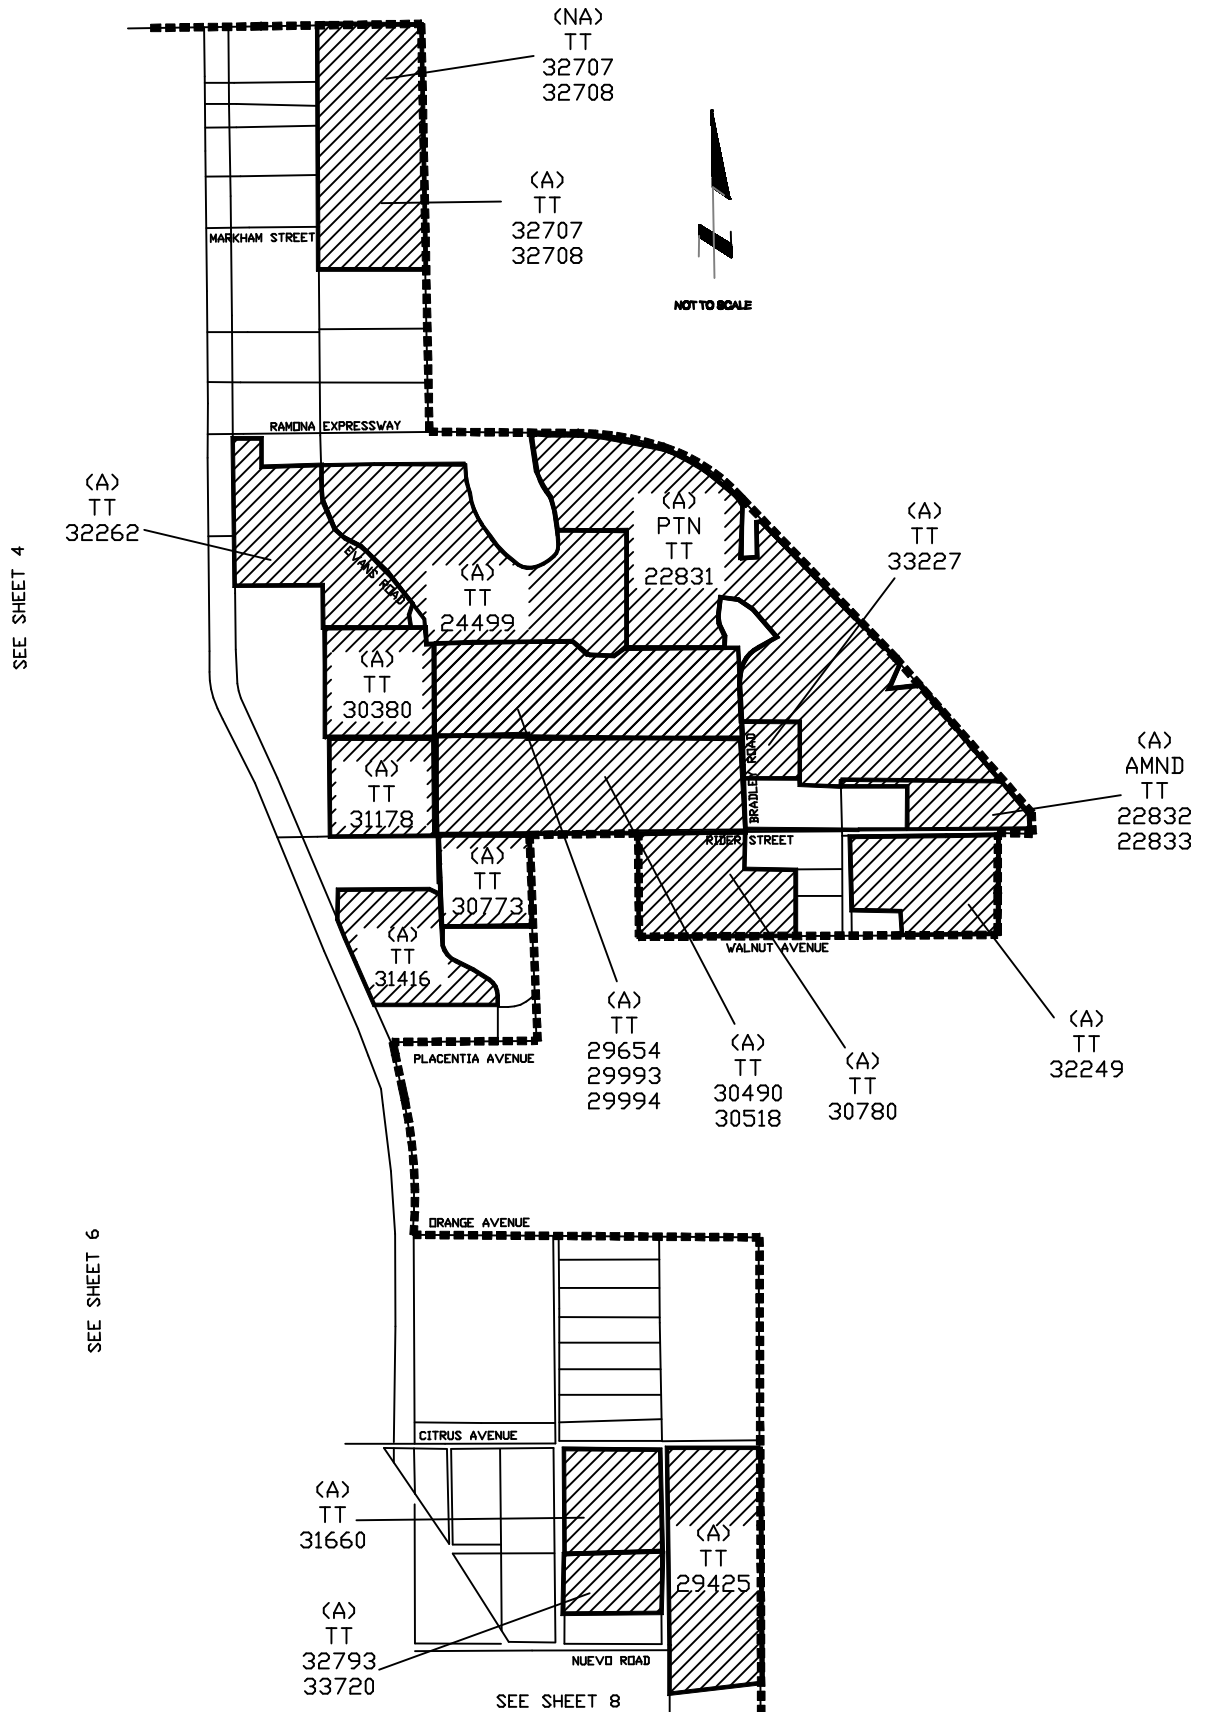 (NA)
TT
32707
32708
(A)
TT
32707
32708
MARKHAM STREET
NOT TO SCALE
RAMONA EXPRESSWAY
(A)
TT
32262
SEE SHEET 4
EVANS ROAD
(A)
TT
24499
(A)
PTN
TT
22831
(A)
TT
33227
(A)
TT
30380
(A)
TT
31178
BRADLEY ROAD
(A)
AMND
TT
22832
22833
RIDER STREET
(A)
TT
30773
(A)
TT
31416
WALNUT AVENUE
PLACENTIA AVENUE
(A)
TT
29654
29993
29994
(A)
TT
30490
30518
(A)
TT
30780
(A)
TT
32249
ORANGE AVENUE
SEE SHEET 6
CITRUS AVENUE
(A)
TT
31660
(A)
TT
29425
(A)
TT
32793
33720
NUEVO ROAD
SEE SHEET 8